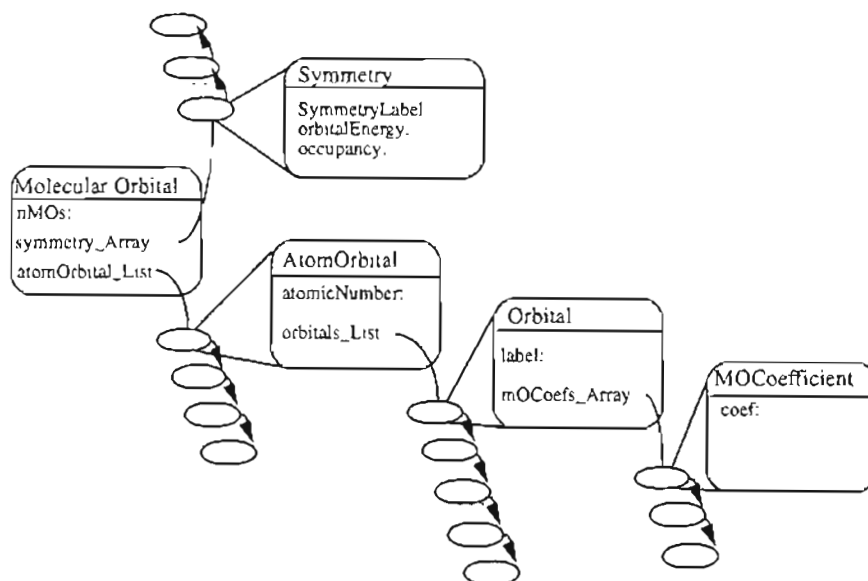 Symmetry
SymmetryLabel
orbitalEnergy.
occupancy.
Molecular Orbital
nMOs:
symmetry_Array
atomOrbital_List
AtomOrbital
atomicNumber:
orbitals_List
Orbital
label:
mOCoefs_Array
MOCoefficient
coef: